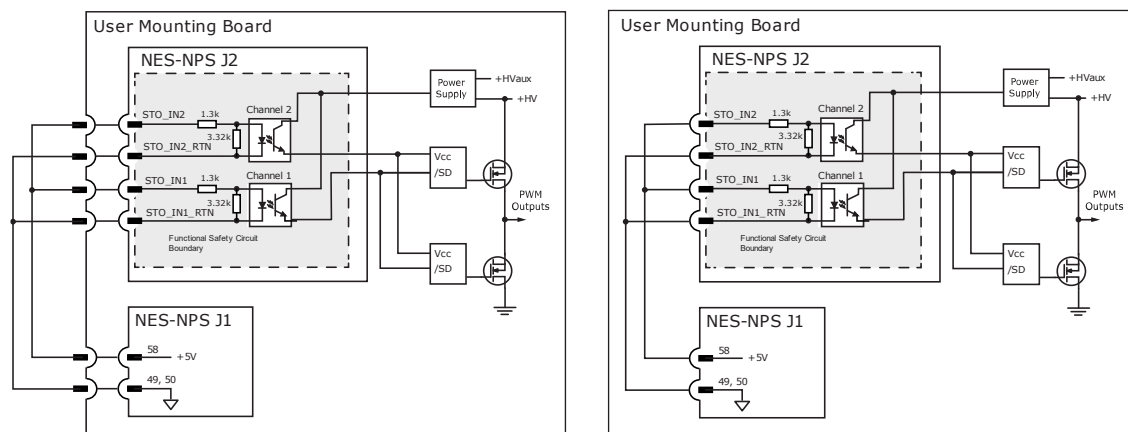 User Mounting Board
NES-NPS J2
STO_IN2
1.3k
3.32k
Channel 2
STO_IN2_RTN
STO_IN1
1.3k
3.32k
Channel 1
STO_IN1_RTN
Functional Safety Circuit
Boundary
Power
Supply
+HVaux
+HV
Vcc
/SD
PWM
Outputs
Vcc
/SD
NES-NPS J1
58
+5V
49, 50
User Mounting Board
NES-NPS J2
STO_IN2
1.3k
3.32k
Channel 2
STO_IN2_RTN
STO_IN1
1.3k
3.32k
Channel 1
STO_IN1_RTN
Functional Safety Circuit
Boundary
Power
Supply
+HVaux
+HV
Vcc
/SD
PWM
Outputs
Vcc
/SD
NES-NPS J1
58
+5V
49, 50